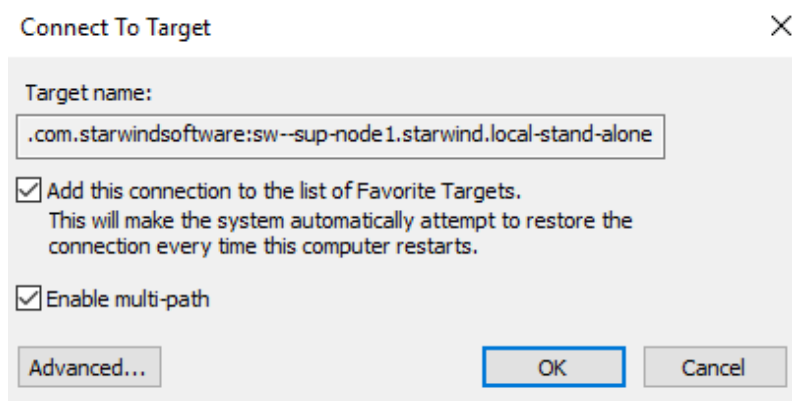 Connect To Target
Target name:
.com.starwindsoftware:sw--sup-node1.starwind.local-stand-alone
Add this connection to the list of Favorite Targets.
This will make the system automatically attempt to restore the
connection every time this computer restarts.
Enable multi-path
Advanced... OK Cancel